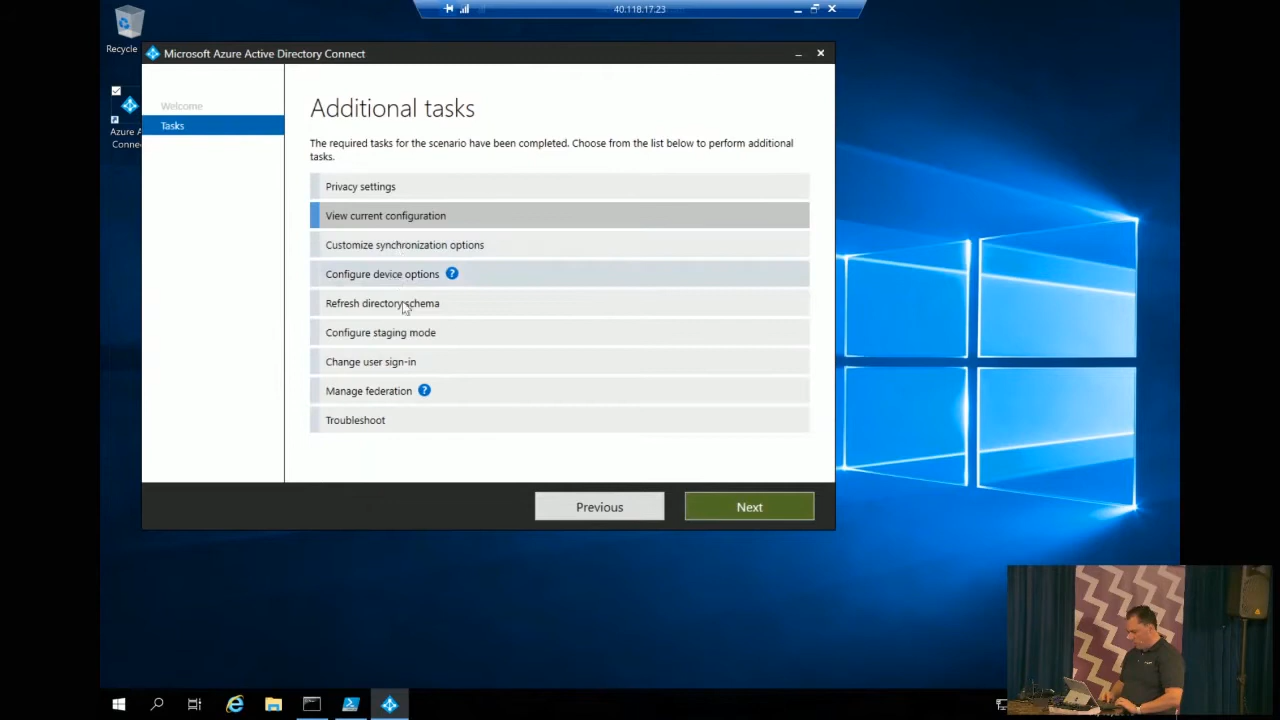 40.118.17.23
Recycle
Microsoft Azure Active Directory Connect
Welcome
Tasks
Azure A
Conne
Additional tasks
The required tasks for the scenario have been completed. Choose from the list below to perform additional
tasks.
Privacy settings
View current configuration
Customize synchronization options
Configure device options ?
Refresh directory schema
Configure staging mode
Change user sign-in
Manage federation ?
Troubleshoot
Previous
Next